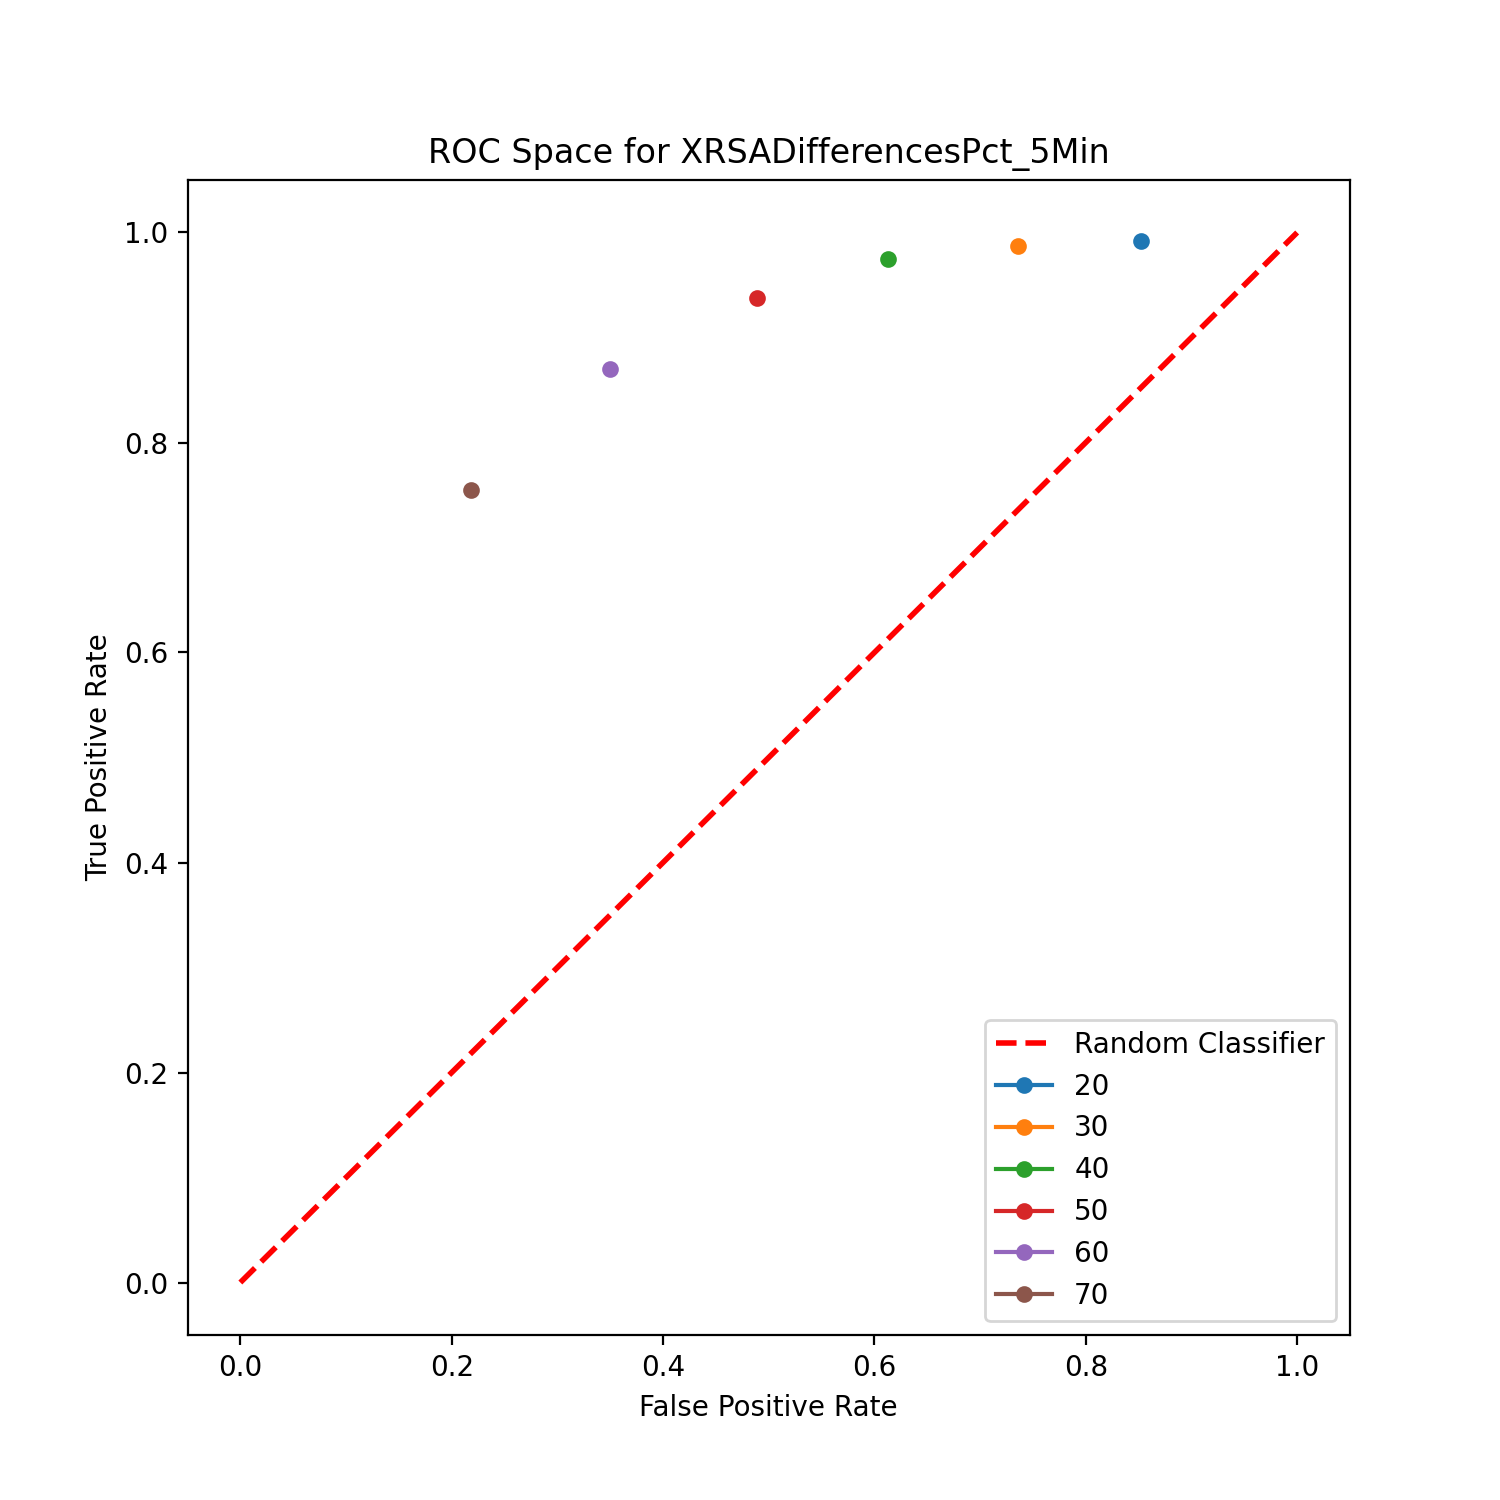 ROC Space for XRSADifferencesPct_5Min
True Positive Rate
1.0
0.8
0.6
0.4
0.2
0.0
Random Classifier
20
30
40
50
60
70
0.0 0.2 0.4 0.6 0.8 1.0
False Positive Rate